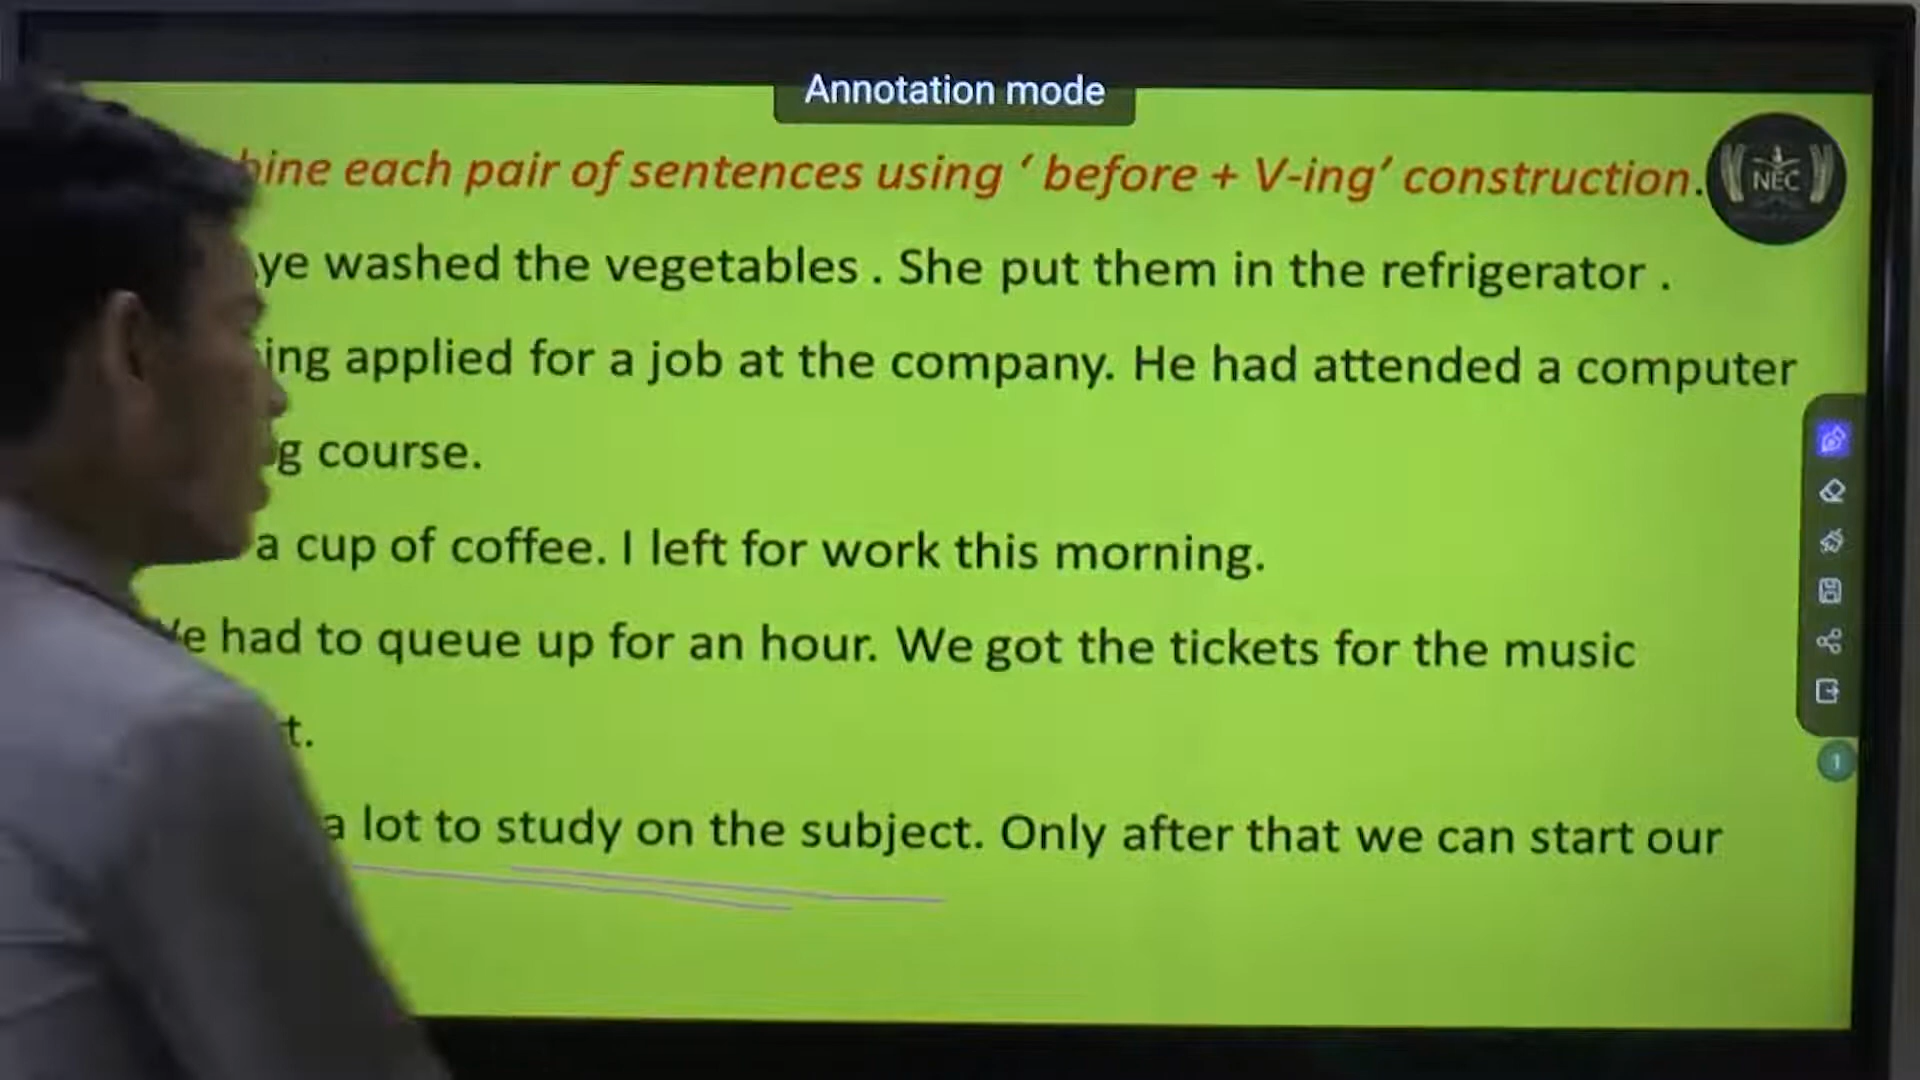 Annotation mode
each pair of sentences using ‘ before + V-ing’ construction.
NEC
washed the vegetables . She put them in the refrigerator .
applied for a job at the company. He had attended a computer
course.
a cup of coffee. I left for work this morning.
had to queue up for an hour. We got the tickets for the music
a lot to study on the subject. Only after that we can start our
1